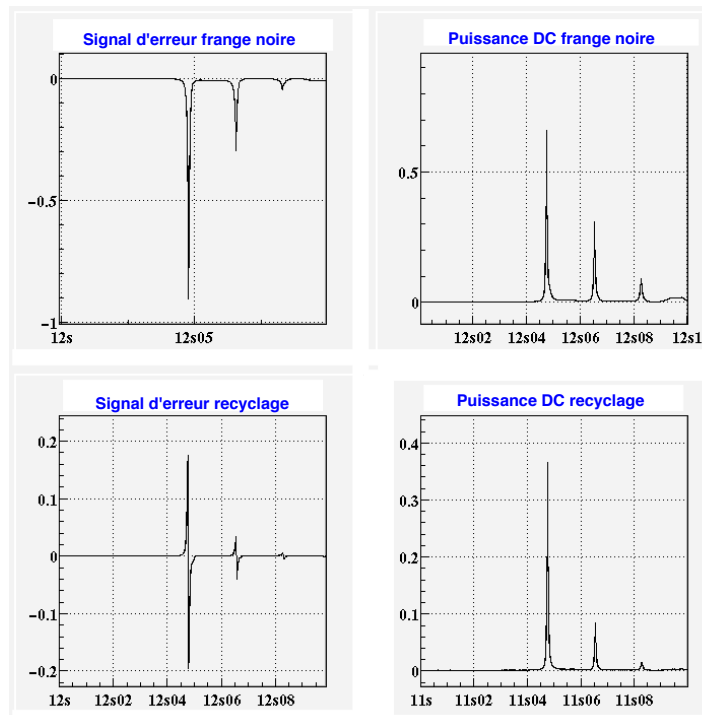 Signal d'erreur frange noire
0
−0.5
−1
12s 12s05
Puissance DC frange noire
0.5
0
12s02 12s04 12s06 12s08 12s1
Signal d'erreur recyclage
0.2
0.1
0
−0.1
−0.2
12s 12s02 12s04 12s06 12s08
Puissance DC recyclage
0.4
0.3
0.2
0.1
0
11s 11s02 11s04 11s06 11s08